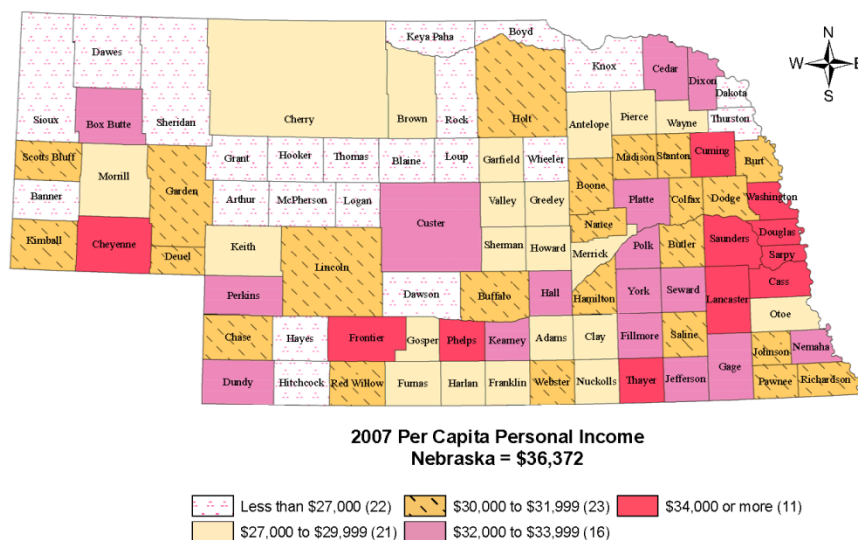 Keya Paha Boyd
Dawes Knox Cedar
Dixon
Dakota
Sioux Box Butte Sheridan Cherry Brown Rock Holt Antelope Pierce Wayne Thurston
Scotts Bluff Morrill Grant Hooker Thomas Blaine Loup Garfield Wheeler Madison Stanton Cuming Burt
Banner Garden Arthur McPherson Logan Custer Valley Greeley Boone Platte Colfax Dodge Washington
Kimball Cheyenne Deuel Keith Lincoln Sherman Howard Nance Merrick Polk Butler Saunders Douglas
Sarpy
Perkins Dawson Buffalo Hall Hamilton York Seward Lancaster Cass
Otoe
Chase Hayes Frontier Gosper Phelps Kearney Adams Clay Fillmore Saline Johnson Nemaha
Dundy Hitchcock Red Willow Furnas Harlan Franklin Webster Nuckolls Thayer Jefferson Gage Pawnee Richardson
N
W E
S
2007 Per Capita Personal Income
Nebraska = $36,372
Less than $27,000 (22) $30,000 to $31,999 (23) $34,000 or more (11)
$27,000 to $29,999 (21) $32,000 to $33,999 (16)